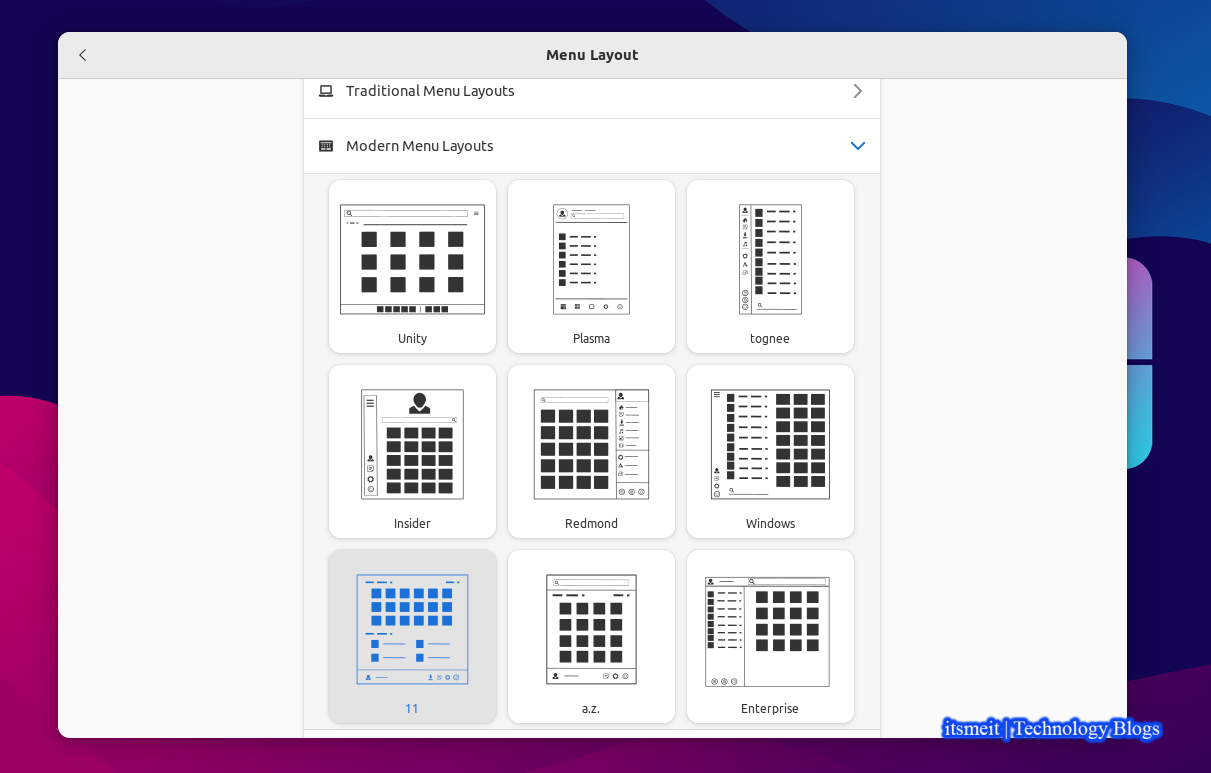 Menu Layout
Traditional Menu Layouts
Modern Menu Layouts
Unity
Plasma
tognee
Insider
Redmond
Windows
11
a.z.
Enterprise
itsmeit | Technology Blogs